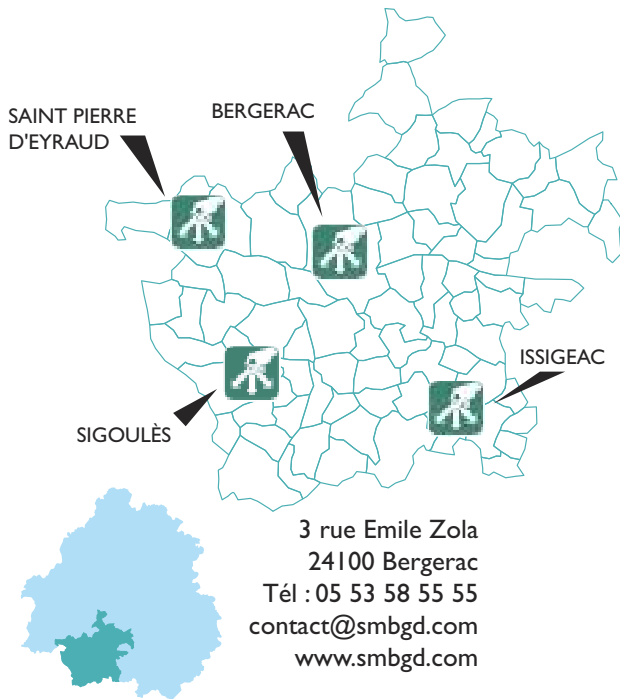 SAINT PIERRE
D'EYRAUD
BERGERAC
ISSIGEAC
SIGOULÈS
3 rue Emile Zola
24100 Bergerac
Tél : 05 53 58 55 55
contact@smbgd.com
www.smbgd.com